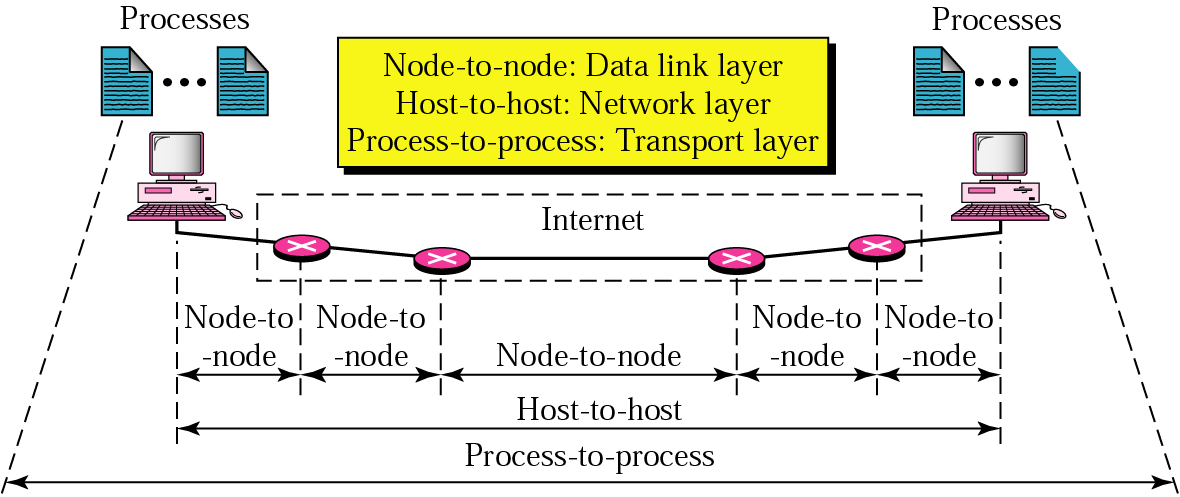 Processes
Processes
Node-to-node: Data link layer
Host-to-host: Network layer
Process-to-process: Transport layer
Internet
Node-to
-node
Node-to
-node
Node-to-node
Node-to
-node
Node-to
-node
Host-to-host
Process-to-process